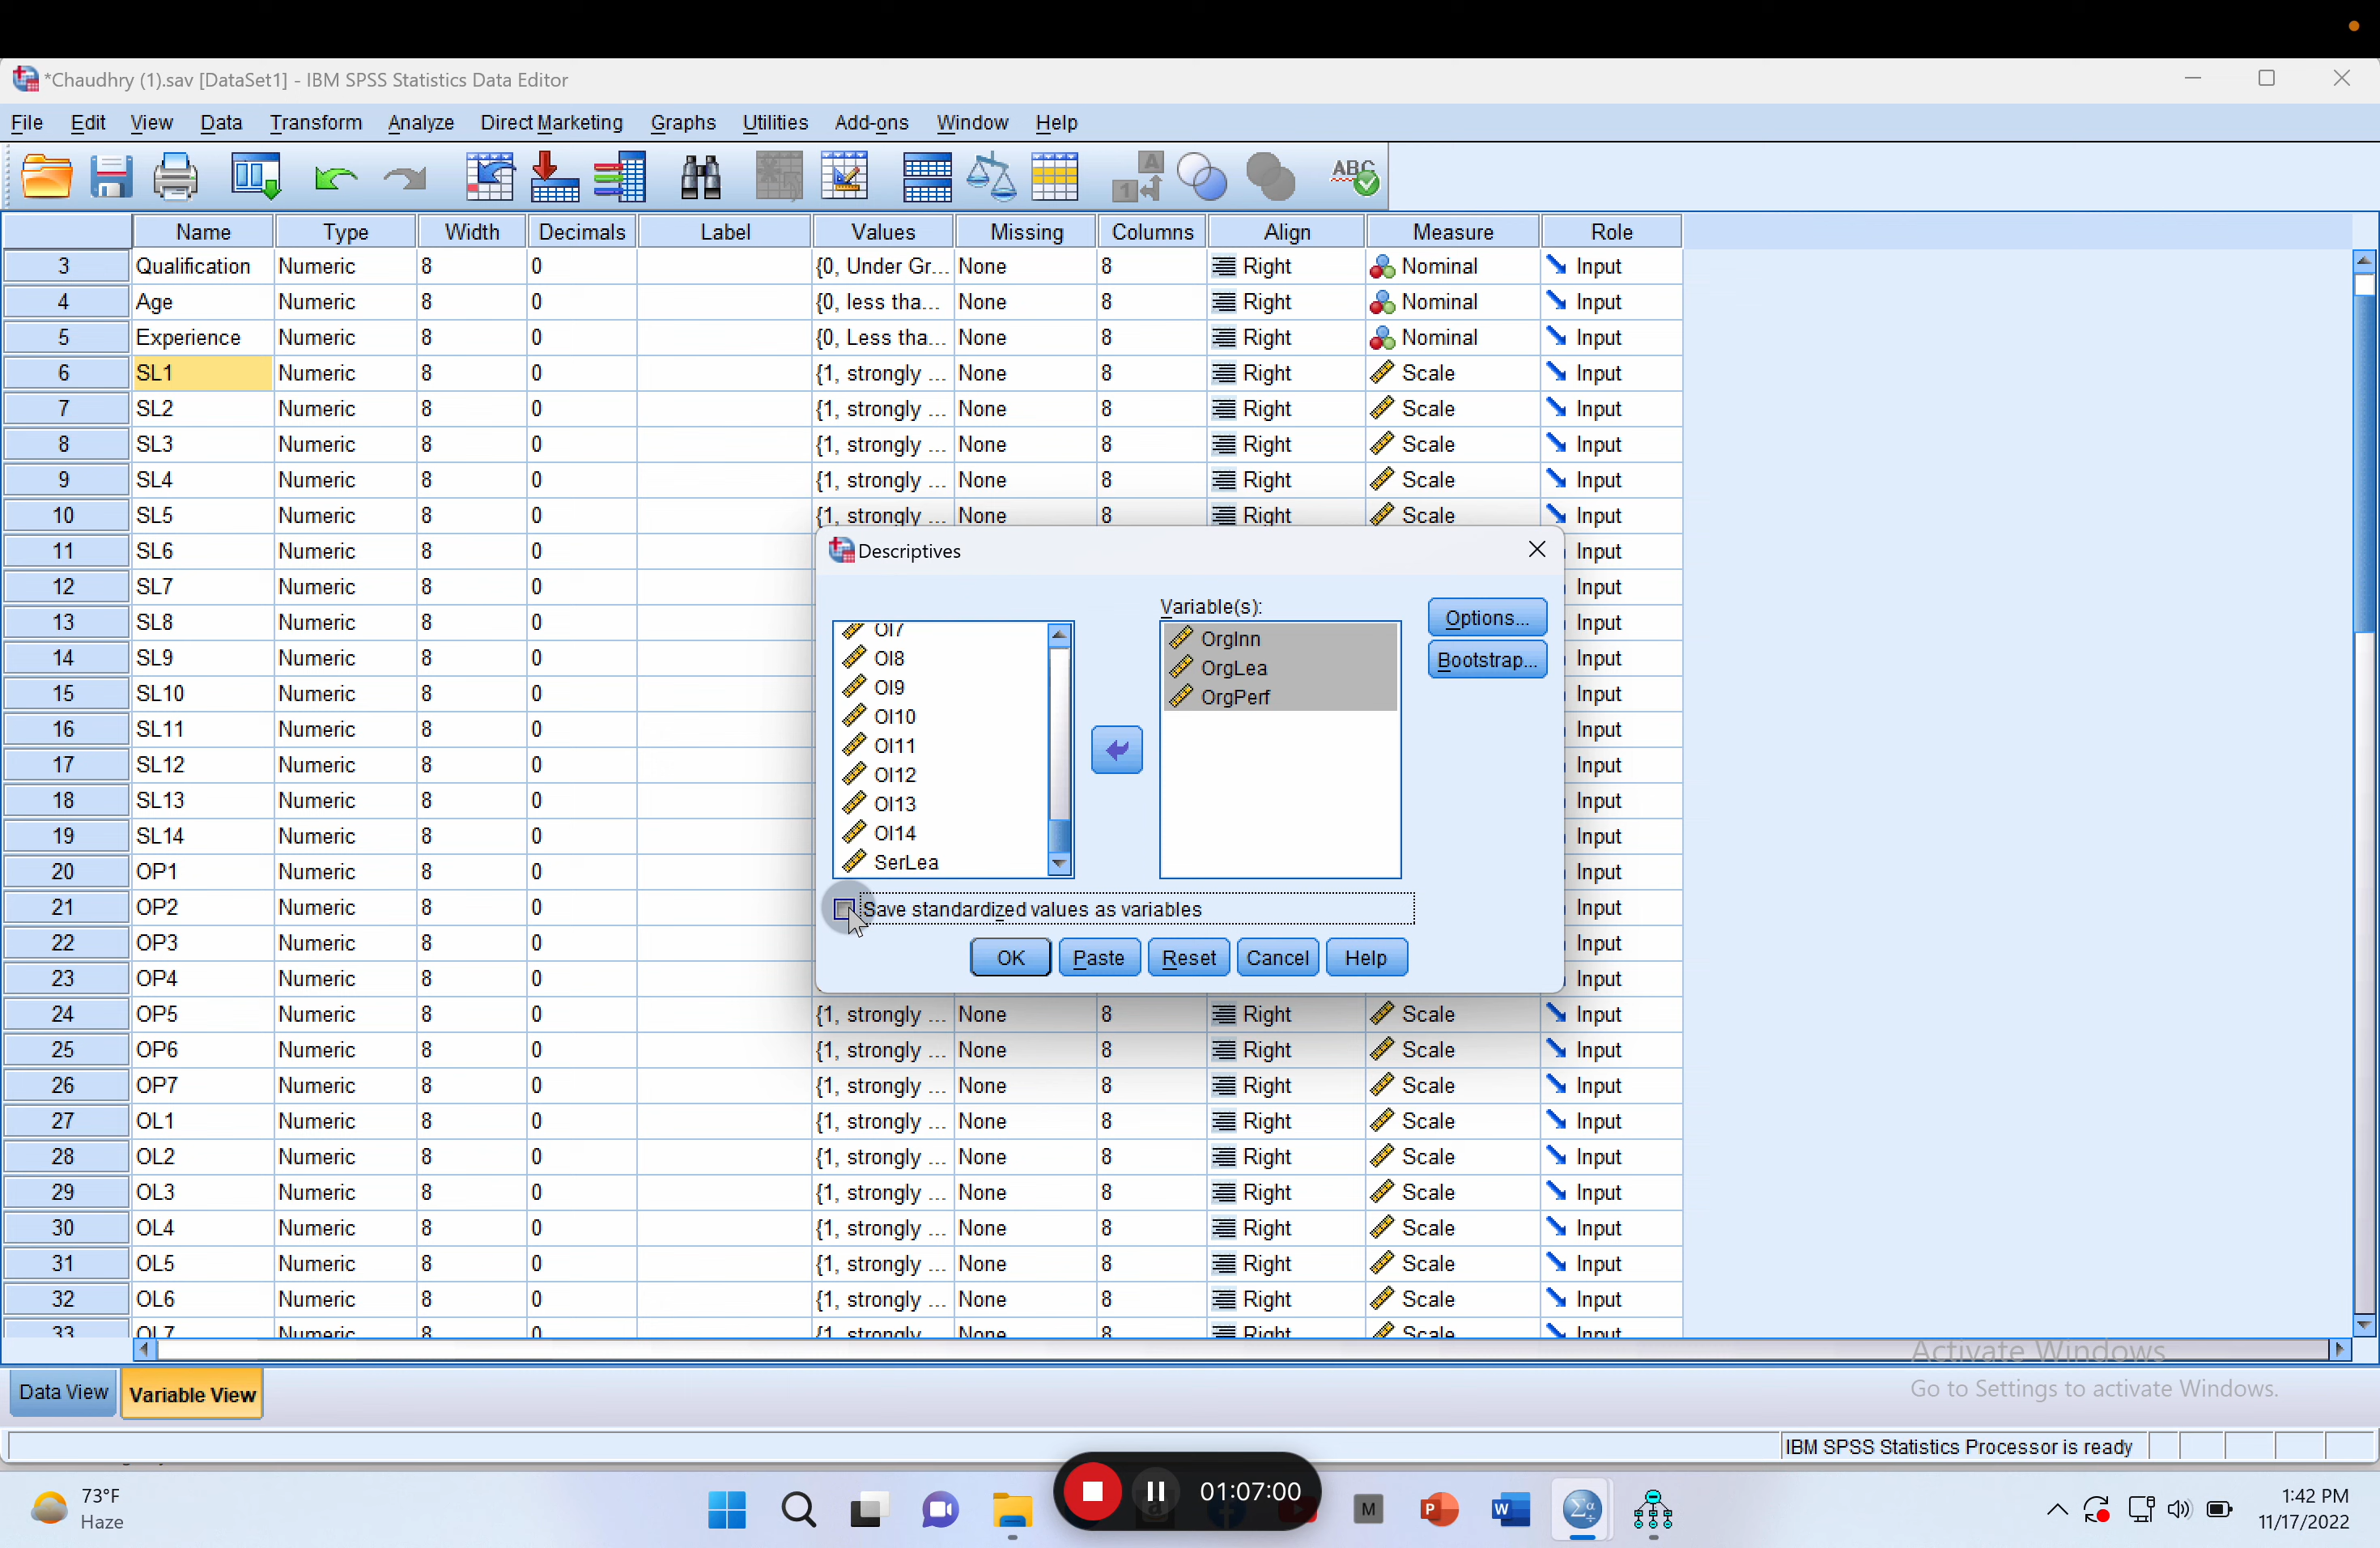 *Chaudhry (1).sav [DataSet1] - IBM SPSS Statistics Data Editor
File Edit View Data Transform Analyze Direct Marketing Graphs Utilities Add-ons Window Help
Name Type Width Decimals Label Values Missing Columns Align Measure Role
3 Qualification Numeric 8 0 {0, Under Gr... None 8 Right Nominal Input
4 Age Numeric 8 0 {0, less tha... None 8 Right Nominal Input
5 Experience Numeric 8 0 {0, Less tha... None 8 Right Nominal Input
6 SL1 Numeric 8 0 {1, strongly ... None 8 Right Scale Input
7 SL2 Numeric 8 0 {1, strongly ... None 8 Right Scale Input
8 SL3 Numeric 8 0 {1, strongly ... None 8 Right Scale Input
9 SL4 Numeric 8 0 {1, strongly ... None 8 Right Scale Input
10 SL5 Numeric 8 0 {1, strongly ... None 8 Right Scale Input
11 SL6 Numeric 8 0 Input
12 SL7 Numeric 8 0 Input
13 SL8 Numeric 8 0 Input
14 SL9 Numeric 8 0 Input
15 SL10 Numeric 8 0 Input
16 SL11 Numeric 8 0 Input
17 SL12 Numeric 8 0 Input
18 SL13 Numeric 8 0 Input
19 SL14 Numeric 8 0 Input
20 OP1 Numeric 8 0 Input
21 OP2 Numeric 8 0 Input
22 OP3 Numeric 8 0 Input
23 OP4 Numeric 8 0 Input
24 OP5 Numeric 8 0 {1, strongly ... None 8 Right Scale Input
25 OP6 Numeric 8 0 {1, strongly ... None 8 Right Scale Input
26 OP7 Numeric 8 0 {1, strongly ... None 8 Right Scale Input
27 OL1 Numeric 8 0 {1, strongly ... None 8 Right Scale Input
28 OL2 Numeric 8 0 {1, strongly ... None 8 Right Scale Input
29 OL3 Numeric 8 0 {1, strongly ... None 8 Right Scale Input
30 OL4 Numeric 8 0 {1, strongly ... None 8 Right Scale Input
31 OL5 Numeric 8 0 {1, strongly ... None 8 Right Scale Input
32 OL6 Numeric 8 0 {1, strongly ... None 8 Right Scale Input
33 OL7 Numeric 8 0 {1, strongly ... None 8 Right Scale Input
Descriptives
Variable(s):
OI7
OI8
OI9
OI10
OI11
OI12
OI13
OI14
SerLea
OrgInn
OrgLea
OrgPerf
Options...
Bootstrap...
Save standardized values as variables
OK Paste Reset Cancel Help
Data View Variable View
Activate Windows
Go to Settings to activate Windows.
IBM SPSS Statistics Processor is ready
73°F
Haze
01:07:00
M
1:42 PM
11/17/2022